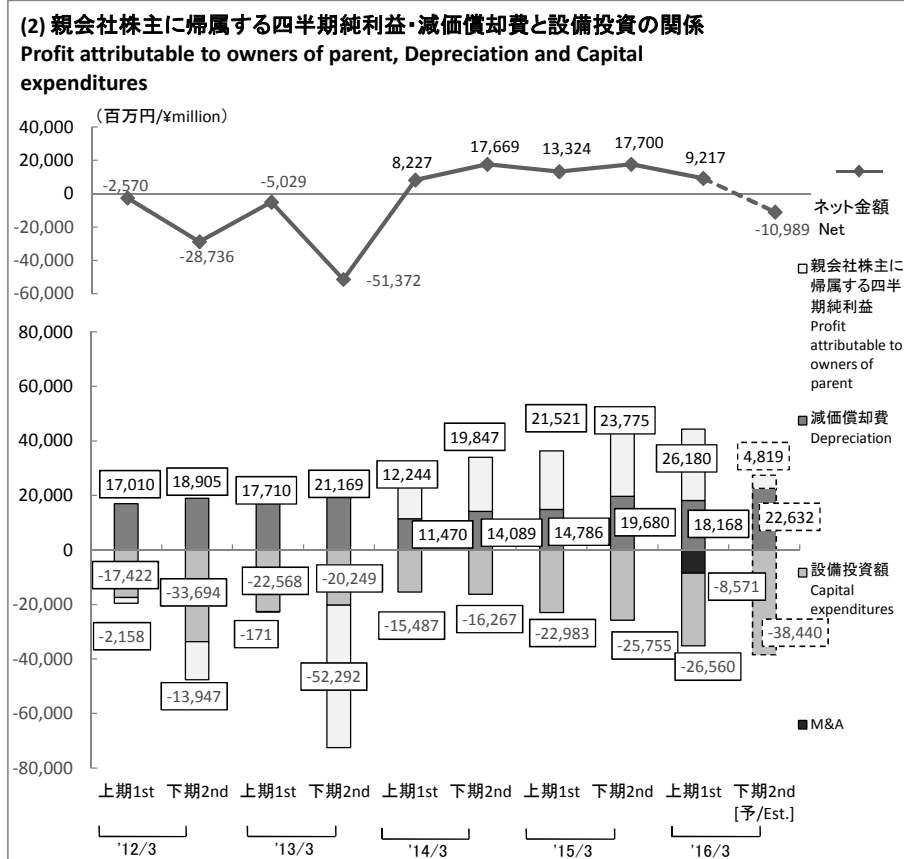 (2) 親会社株主に帰属する四半期純利益・減価償却費と設備投資の関係
Profit attributable to owners of parent, Depreciation and Capital
expenditures
（百万円/¥million）
40,000
20,000
0
-20,000
-40,000
-60,000
-2,570
-28,736
-5,029
-51,372
8,227
17,669
13,324
17,700
9,217
-10,989
ネット金額
Net
親会社株主に
帰属する四半
期純利益
Profit
attributable to
owners of
parent
減価償却費
Depreciation
設備投資額
Capital
expenditures
M&A
80,000
60,000
40,000
20,000
0
-20,000
-40,000
-60,000
-80,000
17,010
18,905
17,710
21,169
12,244
19,847
21,521
23,775
26,180
4,819
11,470
14,089
14,786
19,680
18,168
22,632
-17,422
-33,694
-22,568
-20,249
-15,487
-16,267
-22,983
-25,755
-8,571
-26,560
-38,440
-2,158
-13,947
-171
-52,292
上期1st 下期2nd 上期1st 下期2nd 上期1st 下期2nd 上期1st 下期2nd 上期1st 下期2nd
[予/Est.]
'12/3 '13/3 '14/3 '15/3 '16/3